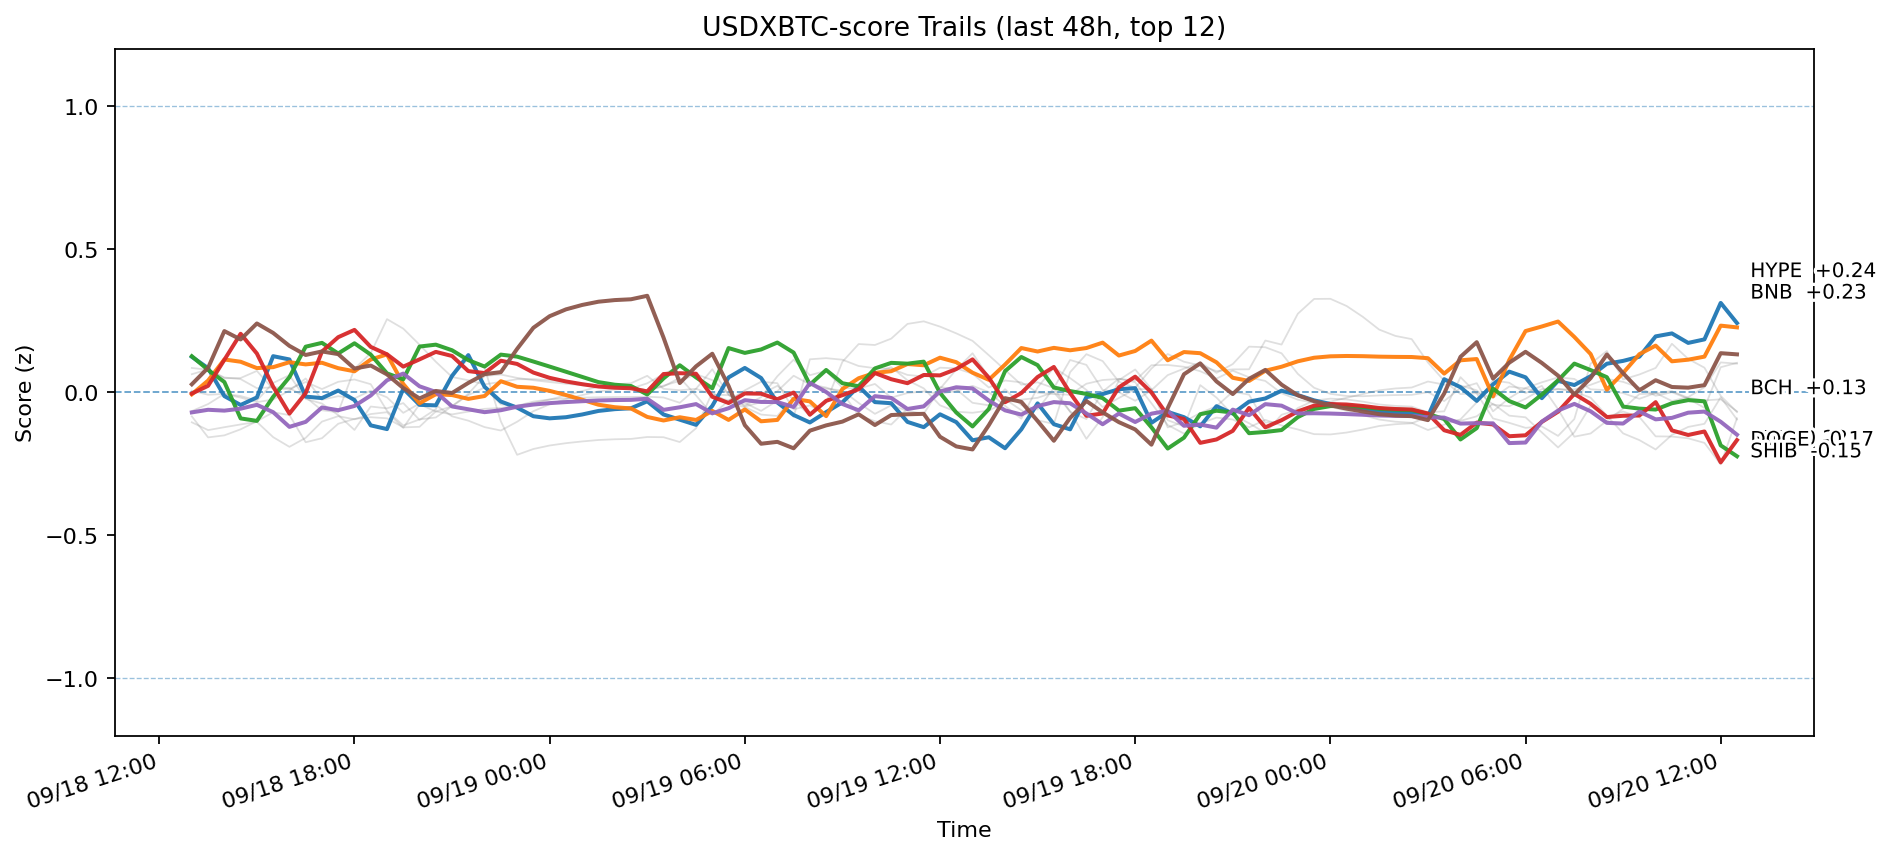 USDXBTC-score Trails (last 48h, top 12)
Score (z)
1.0
0.5
0.0
−0.5
−1.0
HYPE +0.24
BNB +0.23
BCH +0.13
SHIB -0.15
09/18 12:00
09/18 18:00
09/19 00:00
09/19 06:00
09/19 12:00
09/19 18:00
09/20 00:00
09/20 06:00
09/20 12:00
Time